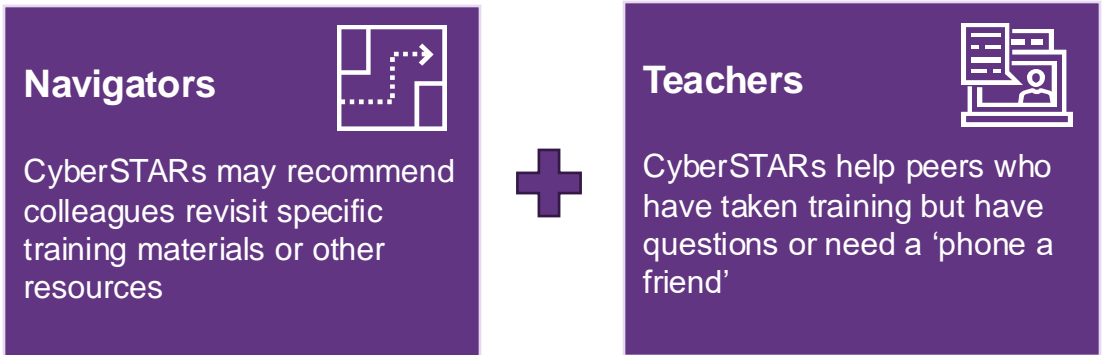 Navigators
CyberSTARs may recommend
colleagues revisit specific
training materials or other
resources
Teachers
CyberSTARs help peers who
have taken training but have
questions or need a ‘phone a
friend’